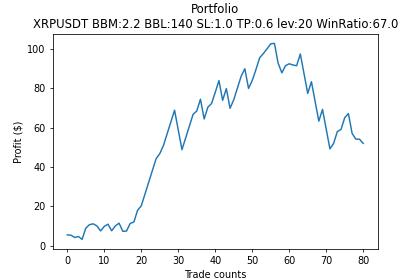 Portfolio
XRPUSDT BBM:2.2 BBL:140 SL:1.0 TP:0.6 lev:20 WinRatio:67.0
100
80
60
40
20
0
Profit ($)
0 10 20 30 40 50 60 70 80
Trade counts